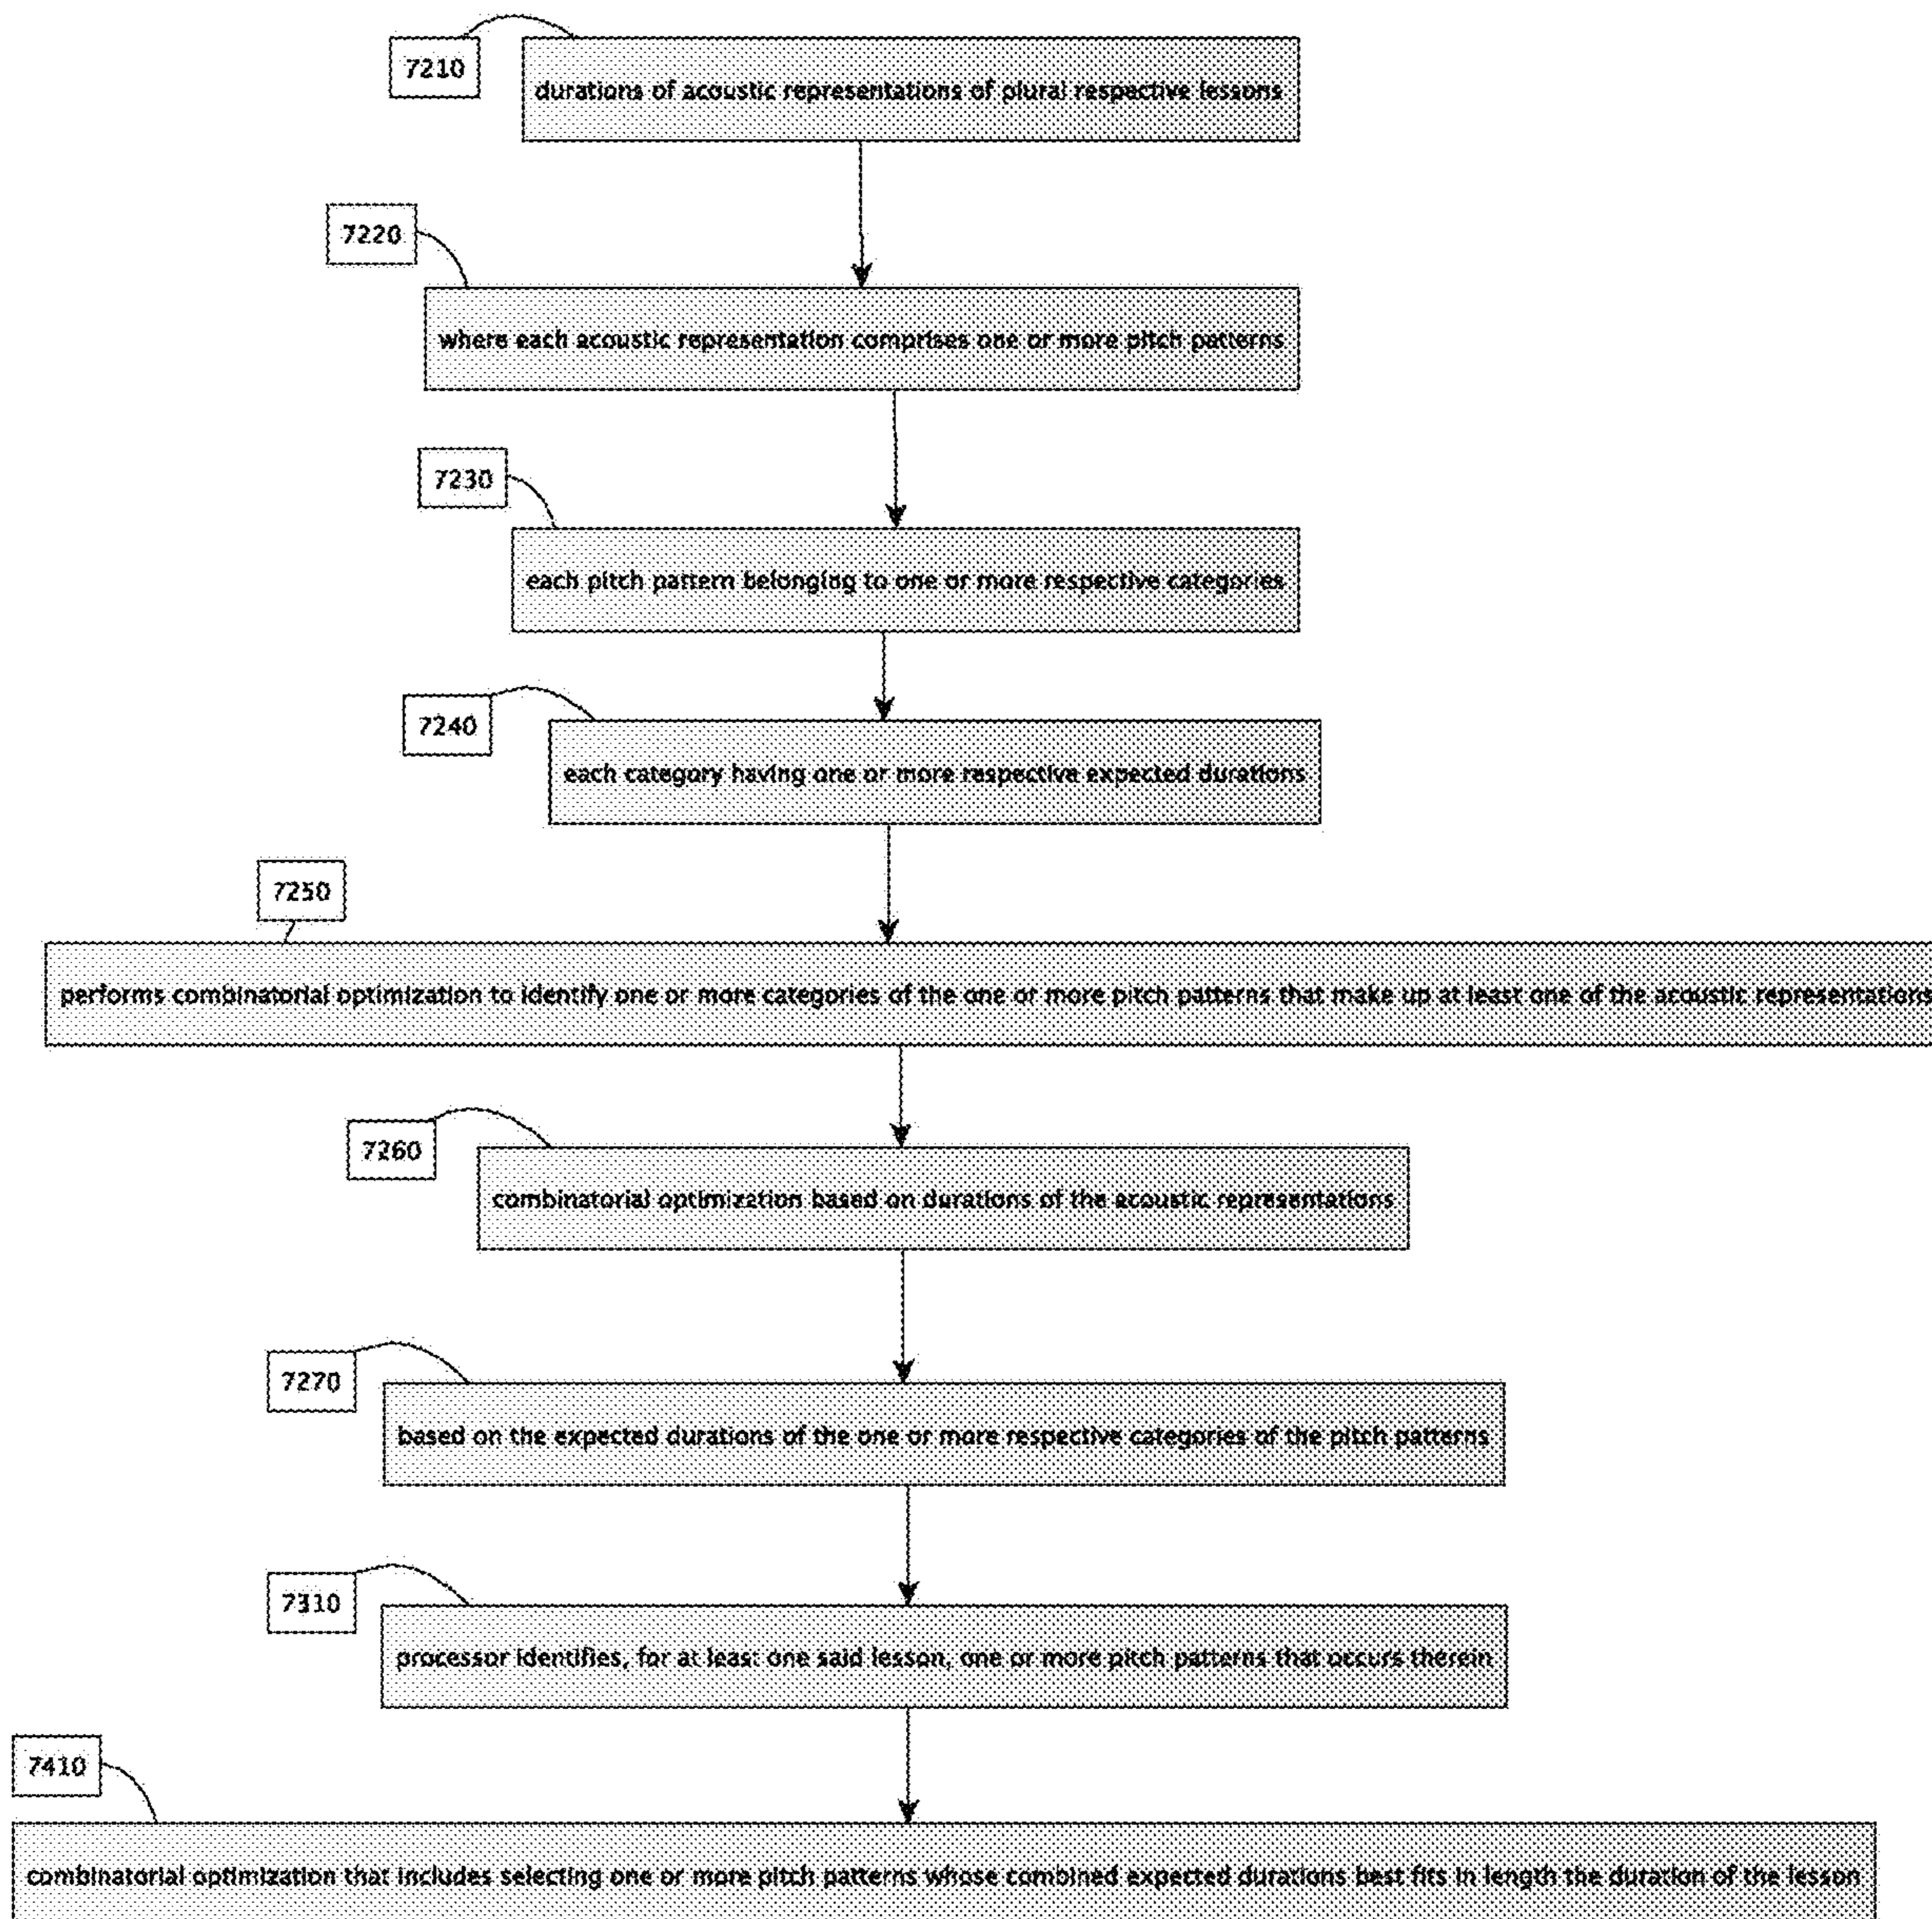 7210
durations of acoustic representations of plural respective lessons
7220
where each acoustic representation comprises one or more pitch patterns
7230
each pitch pattern belonging to one or more respective categories
7240
each category having one or more respective expected durations
7250
performs combinatorial optimization to identify one or more categories of the one or more pitch patterns that make up at least one of the acoustic representations
7260
combinatorial optimization based on durations of the acoustic representations
7270
based on the expected durations of the one or more respective categories of the pitch patterns
7310
processor identifies, for at least one said lesson, one or more pitch patterns that occurs therein
7410
combinatorial optimization that includes selecting one or more pitch patterns whose combined expected durations best fits in length the duration of the lesson